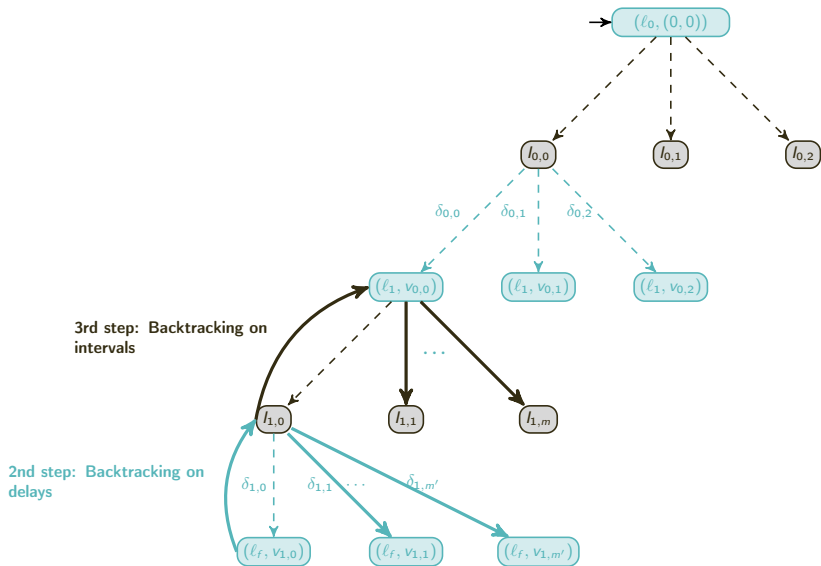 (ℓ₀, (0, 0))
I₀,₀
I₀,₁
I₀,₂
δ₀,₀
δ₀,₁
δ₀,₂
(ℓ₁, v₀,₀)
(ℓ₁, v₀,₁)
(ℓ₁, v₀,₂)
3rd step: Backtracking on
intervals
...
I₁,₀
I₁,₁
I₁,ₘ
2nd step: Backtracking on
delays
δ₁,₀
δ₁,₁
...
δ₁,ₘ′
(ℓf, v₁,₀)
(ℓf, v₁,₁)
(ℓf, v₁,ₘ′)